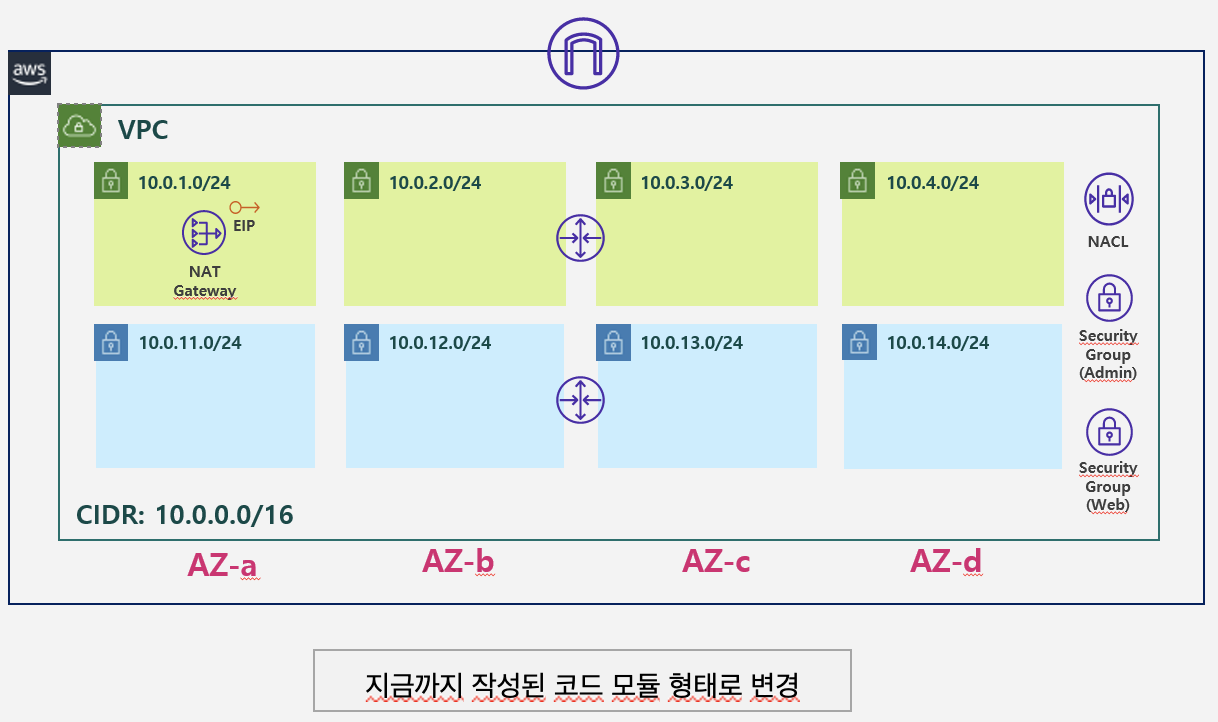 aws
VPC
10.0.1.0/24
10.0.2.0/24
10.0.3.0/24
10.0.4.0/24
EIP
NAT
Gateway
NACL
Security
Group
(Admin)
10.0.11.0/24
10.0.12.0/24
10.0.13.0/24
10.0.14.0/24
Security
Group
(Web)
CIDR: 10.0.0.0/16
AZ-a
AZ-b
AZ-c
AZ-d
지금까지 작성된 코드 모듈 형태로 변경